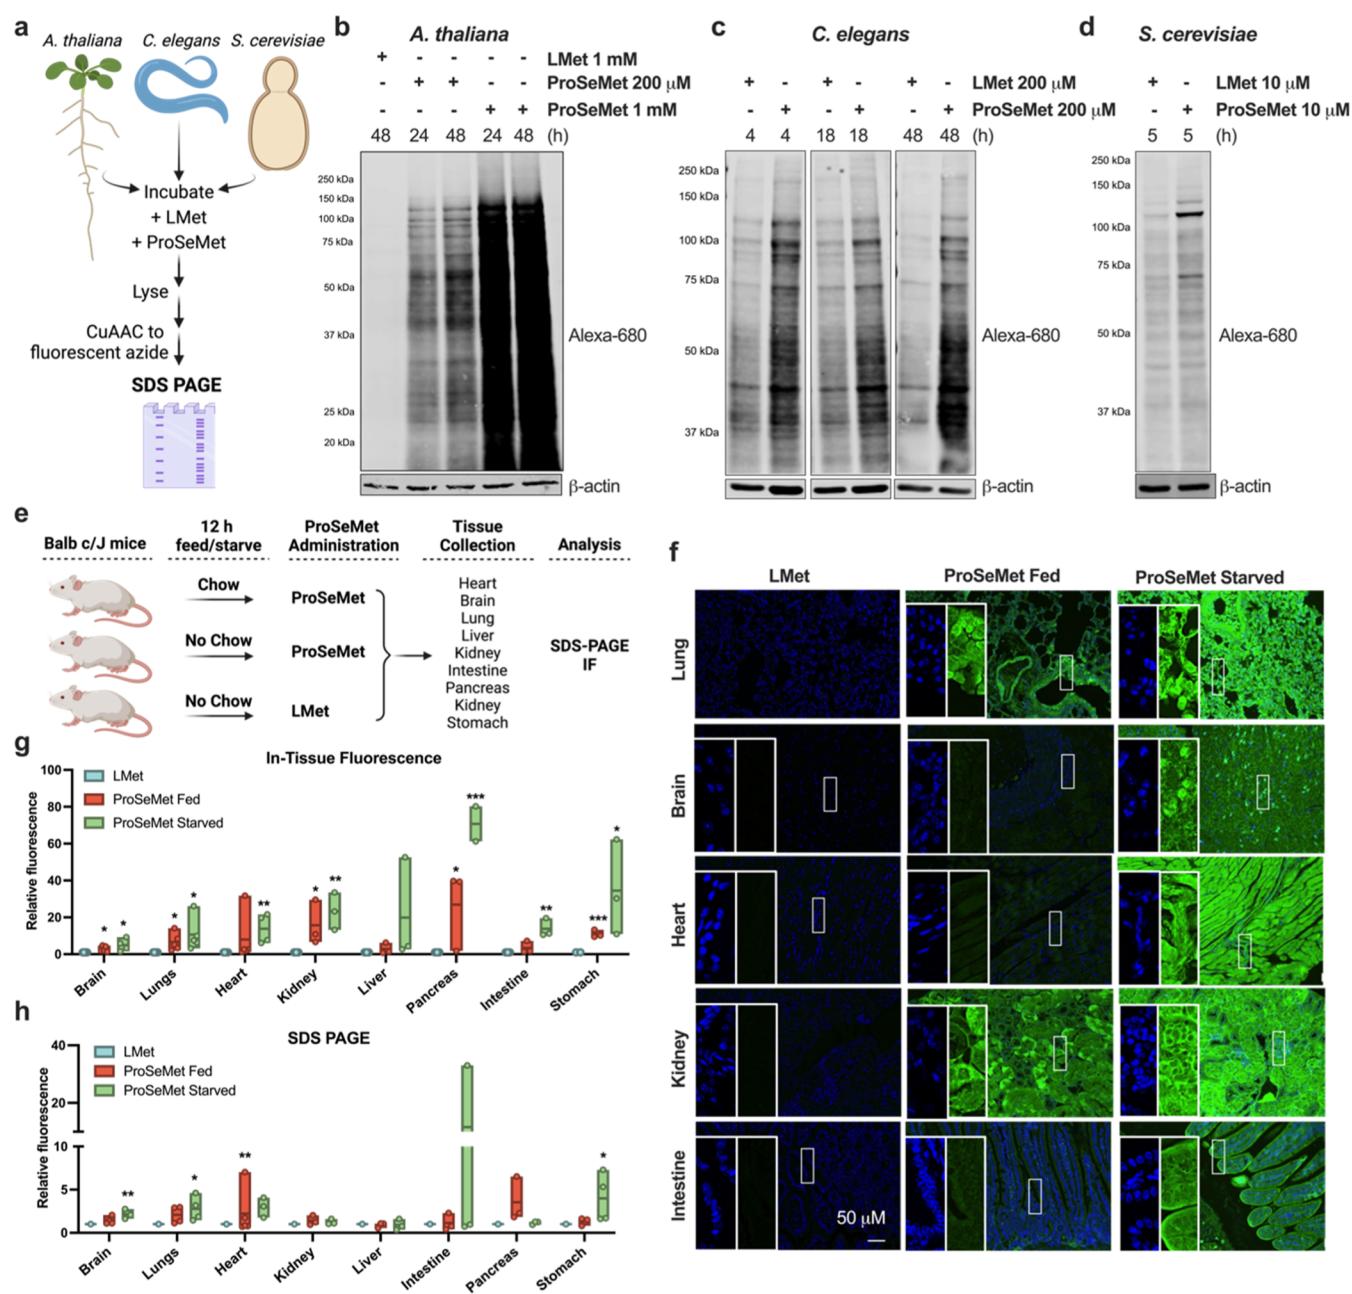 a
A. thaliana C. elegans S. cerevisiae
Incubate
+ LMet
+ ProSeMet
Lyse
CuAAC to
fluorescent azide
SDS PAGE
b
A. thaliana
+ - - - - LMet 1 mM
- + + - - ProSeMet 200 μM
- - - + + ProSeMet 1 mM
48 24 48 24 48 (h)
250 kDa
150 kDa
100 kDa
75 kDa
50 kDa
37 kDa
25 kDa
20 kDa
Alexa-680
β-actin
c
C. elegans
+ - + - + - LMet 200 μM
- + - + - + ProSeMet 200 μM
4 4 18 18 48 48 (h)
250 kDa
150 kDa
100 kDa
75 kDa
50 kDa
37 kDa
Alexa-680
β-actin
d
S. cerevisiae
+ - LMet 10 μM
- + ProSeMet 10 μM
5 5 (h)
250 kDa
150 kDa
100 kDa
75 kDa
50 kDa
37 kDa
Alexa-680
β-actin
e
Balb c/J mice
12 h
feed/starve
ProSeMet
Administration
Tissue
Collection
Analysis
Chow
ProSeMet
No Chow
ProSeMet
No Chow
LMet
Heart
Brain
Lung
Liver
Kidney
Intestine
Pancreas
Kidney
Stomach
SDS-PAGE
IF
f
LMet ProSeMet Fed ProSeMet Starved
Lung
Brain
Heart
Kidney
Intestine
50 μM
g
In-Tissue Fluorescence
LMet
ProSeMet Fed
ProSeMet Starved
Relative fluorescence
100
80
60
40
20
0
* * * * ** * ** * *** ** *** *
Brain Lungs Heart Kidney Liver Pancreas Intestine Stomach
h
SDS PAGE
LMet
ProSeMet Fed
ProSeMet Starved
Relative fluorescence
40
20
10
5
0
** * ** *
Brain Lungs Heart Kidney Liver Intestine Pancreas Stomach